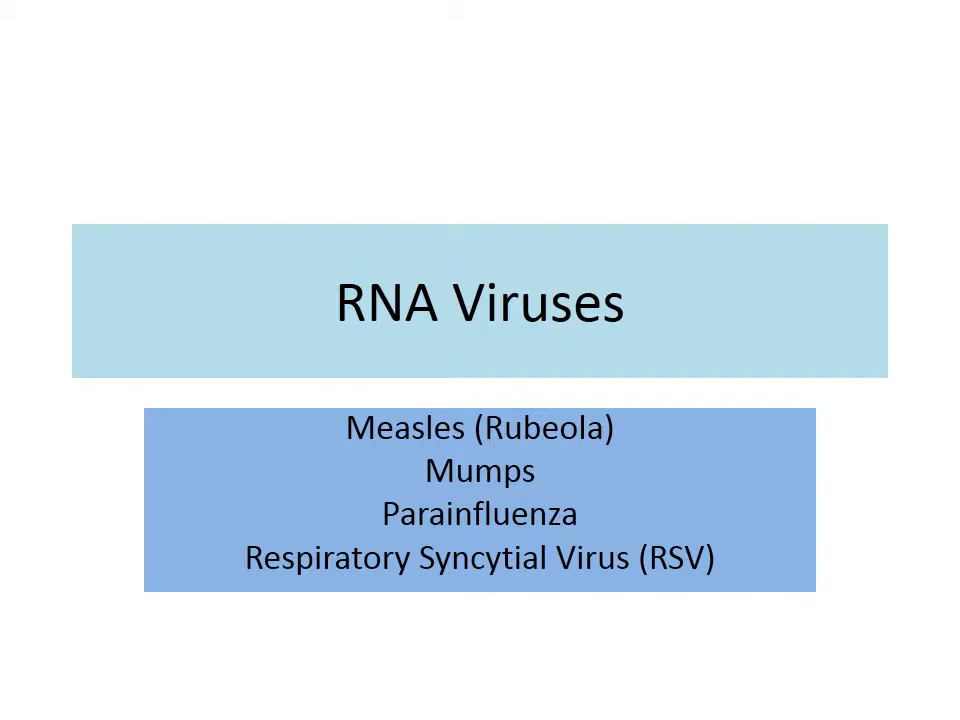 RNA Viruses
Measles (Rubeola)
Mumps
Parainfluenza
Respiratory Syncytial Virus (RSV)